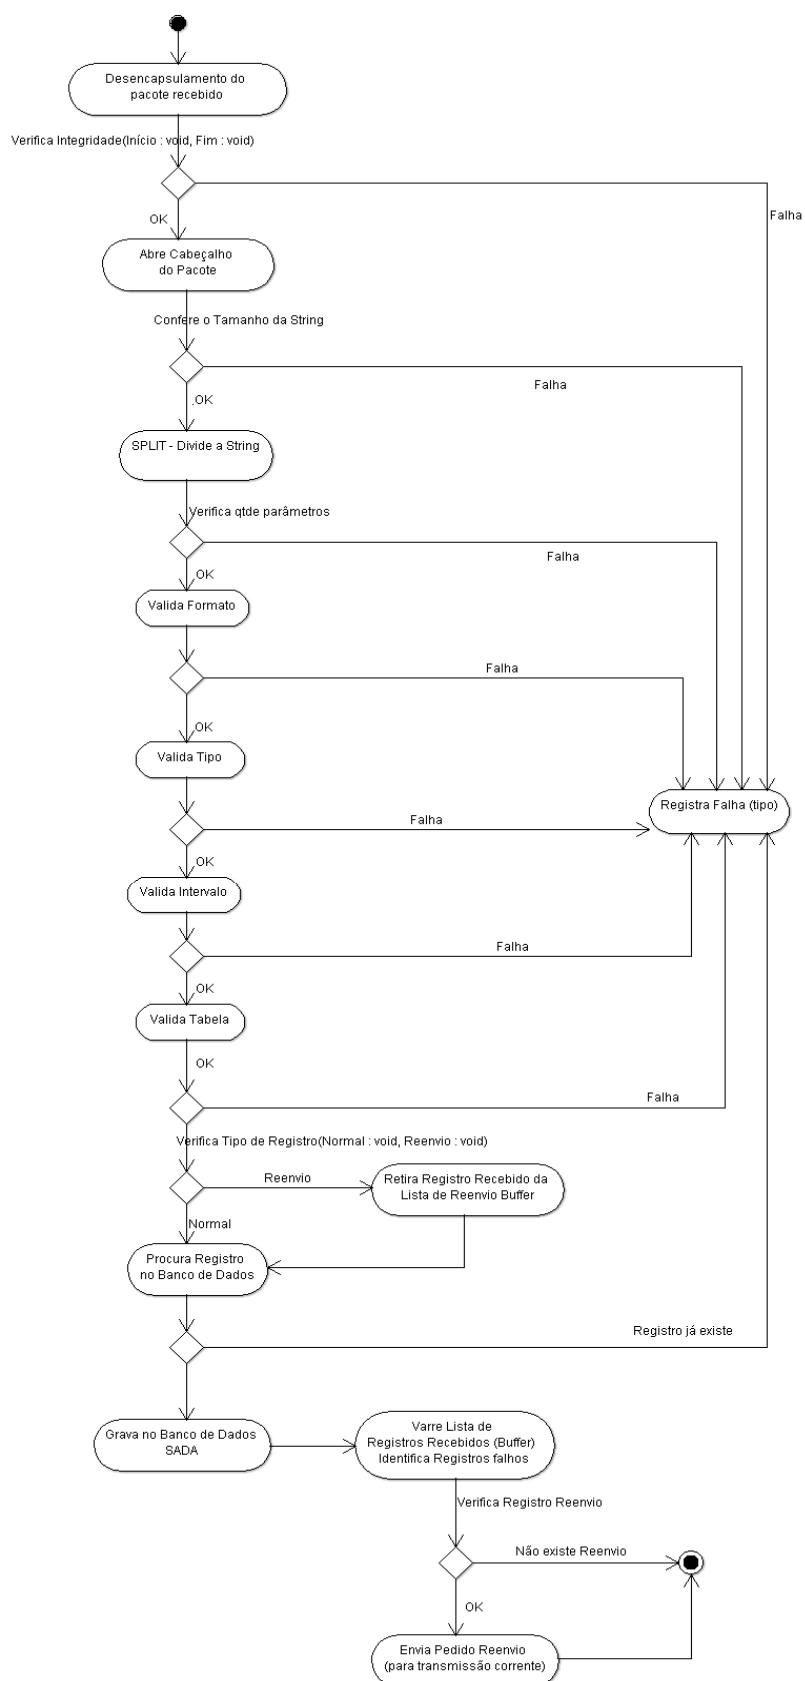 Desencapsulamento do
pacote recebido
Verifica Integridade(Início : void, Fim : void)
Falha
OK
Abre Cabeçalho
do Pacote
Confere o Tamanho da String
Falha
.OK
SPLIT - Divide a String
Verifica qtde parâmetros
Falha
OK
Valida Formato
Falha
OK
Valida Tipo
Registra Falha (tipo)
Falha
OK
Valida Intervalo
Falha
OK
Valida Tabela
OK
Falha
Verifica Tipo de Registro(Normal : void, Reenvio : void)
Reenvio
Retira Registro Recebido da
Lista de Reenvio Buffer
Normal
Procura Registro
no Banco de Dados
Registro já existe
Grava no Banco de Dados
SADA
Varre Lista de
Registros Recebidos (Buffer)
Identifica Registros falhos
Verifica Registro Reenvio
Não existe Reenvio
OK
Envia Pedido Reenvio
(para transmissão corrente)